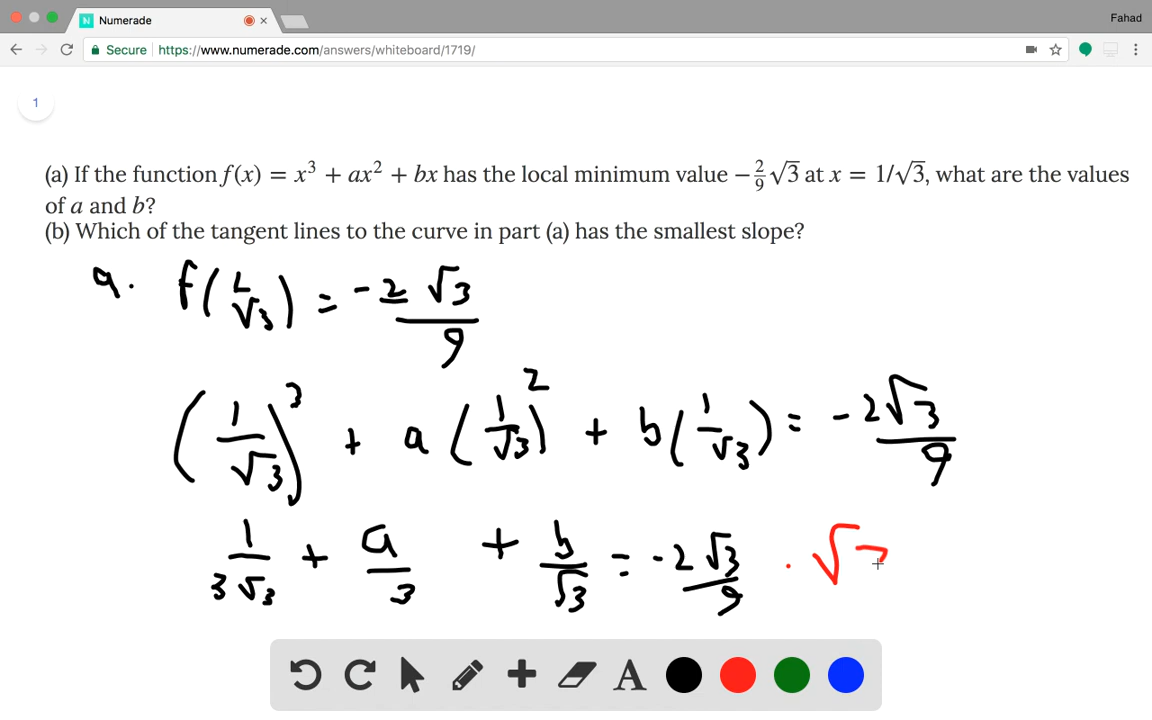 Numerade
Fahad
Secure https://www.numerade.com/answers/whiteboard/1719/
1
(a) If the function f(x) = x³ + ax² + bx has the local minimum value −2/9 √3 at x = 1/√3, what are the values
of a and b?
(b) Which of the tangent lines to the curve in part (a) has the smallest slope?
a. f(1/√3) = -2√3/9
(1/√3)³ + a(1/√3)² + b(1/√3) = -2√3/9
1/3√3 + a/3 + b/√3 = -2√3/9 · √
A